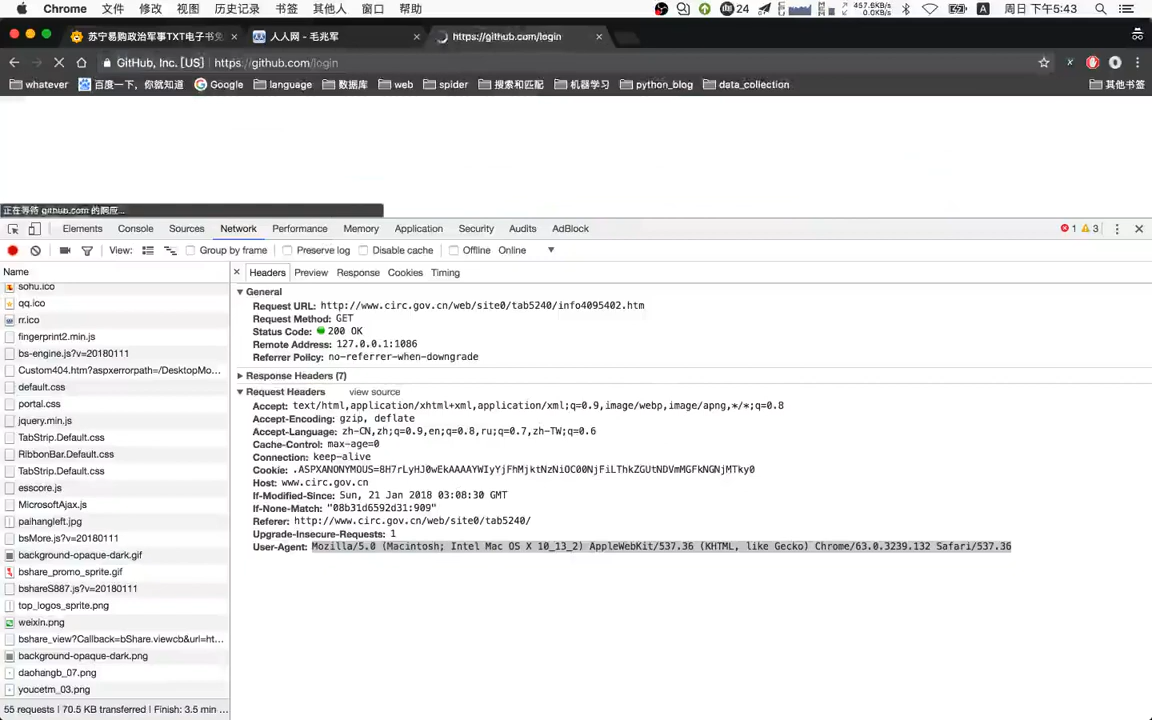 Chrome 文件 修改 视图 历史记录 书签 其他人 窗口 帮助 24 457.6KB/s 0.0KB/s A 周日 下午5:43
苏宁易购政治军事TXT电子书免 人人网 - 毛兆军 https://github.com/login
GitHub, Inc. [US] https://github.com/login
whatever 百度一下，你就知道 Google language 数据库 web spider 搜索和匹配 机器学习 python_blog data_collection 其他书签
正在等待 github.com 的响应...
Elements Console Sources Network Performance Memory Application Security Audits AdBlock 1 3
View: Group by frame Preserve log Disable cache Offline Online
Name
sohu.ico
qq.ico
rr.ico
fingerprint2.min.js
bs-engine.js?v=20180111
Custom404.htm?aspxerrorpath=/DesktopMo...
default.css
portal.css
jquery.min.js
TabStrip.Default.css
RibbonBar.Default.css
TabStrip.Default.css
esscore.js
MicrosoftAjax.js
paihangleft.jpg
bsMore.js?v=20180111
background-opaque-dark.gif
bshare_promo_sprite.gif
bshareS887.js?v=20180111
top_logos_sprite.png
weixin.png
bshare_view?Callback=bShare.viewcb&url=ht...
background-opaque-dark.png
daohangb_07.png
youcetm_03.png
55 requests | 70.5 KB transferred | Finish: 3.5 min ...
Headers Preview Response Cookies Timing
General
Request URL: http://www.circ.gov.cn/web/site0/tab5240/info4095402.htm
Request Method: GET
Status Code: 200 OK
Remote Address: 127.0.0.1:1086
Referrer Policy: no-referrer-when-downgrade
Response Headers (7)
Request Headers view source
Accept: text/html,application/xhtml+xml,application/xml;q=0.9,image/webp,image/apng,*/*;q=0.8
Accept-Encoding: gzip, deflate
Accept-Language: zh-CN,zh;q=0.9,en;q=0.8,ru;q=0.7,zh-TW;q=0.6
Cache-Control: max-age=0
Connection: keep-alive
Cookie: .ASPXANONYMOUS=8H7rLyHJ0wEkAAAAYWIyYjFhMjktNzNiOC00NjFiLThkZGUtNDVmMGFkNGNjMTky0
Host: www.circ.gov.cn
If-Modified-Since: Sun, 21 Jan 2018 03:08:30 GMT
If-None-Match: "08b31d6592d31:909"
Referer: http://www.circ.gov.cn/web/site0/tab5240/
Upgrade-Insecure-Requests: 1
User-Agent: Mozilla/5.0 (Macintosh; Intel Mac OS X 10_13_2) AppleWebKit/537.36 (KHTML, like Gecko) Chrome/63.0.3239.132 Safari/537.36